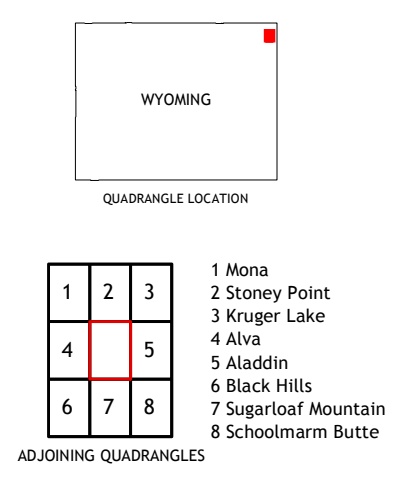 WYOMING
QUADRANGLE LOCATION
1 2 3
4 5
6 7 8
ADJOINING QUADRANGLES
1 Mona
2 Stoney Point
3 Kruger Lake
4 Alva
5 Aladdin
6 Black Hills
7 Sugarloaf Mountain
8 Schoolmarm Butte